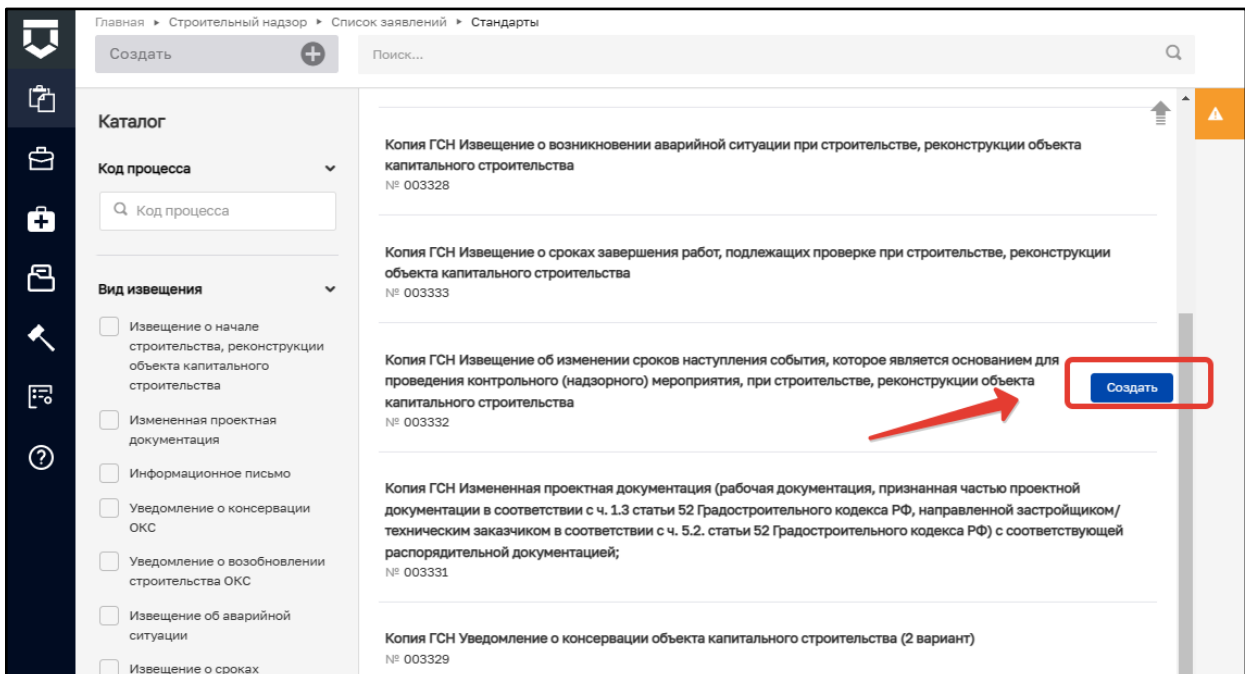 Главная ▸ Строительный надзор ▸ Список заявлений ▸ Стандарты
Создать
Поиск...
Каталог
Код процесса
Код процесса
Вид извещения
Извещение о начале
строительства, реконструкции
объекта капитального
строительства
Измененная проектная
документация
Информационное письмо
Уведомление о консервации
ОКС
Уведомление о возобновлении
строительства ОКС
Извещение об аварийной
ситуации
Извещение о сроках
Копия ГСН Извещение о возникновении аварийной ситуации при строительстве, реконструкции объекта
капитального строительства
№ 003328
Копия ГСН Извещение о сроках завершения работ, подлежащих проверке при строительстве, реконструкции
объекта капитального строительства
№ 003333
Копия ГСН Извещение об изменении сроков наступления события, которое является основанием для
проведения контрольного (надзорного) мероприятия, при строительстве, реконструкции объекта
капитального строительства
№ 003332
Создать
Копия ГСН Измененная проектная документация (рабочая документация, признанная частью проектной
документации в соответствии с ч. 1.3 статьи 52 Градостроительного кодекса РФ, направленной застройщиком/
техническим заказчиком в соответствии с ч. 5.2. статьи 52 Градостроительного кодекса РФ) с соответствующей
распорядительной документацией;
№ 003331
Копия ГСН Уведомление о консервации объекта капитального строительства (2 вариант)
№ 003329